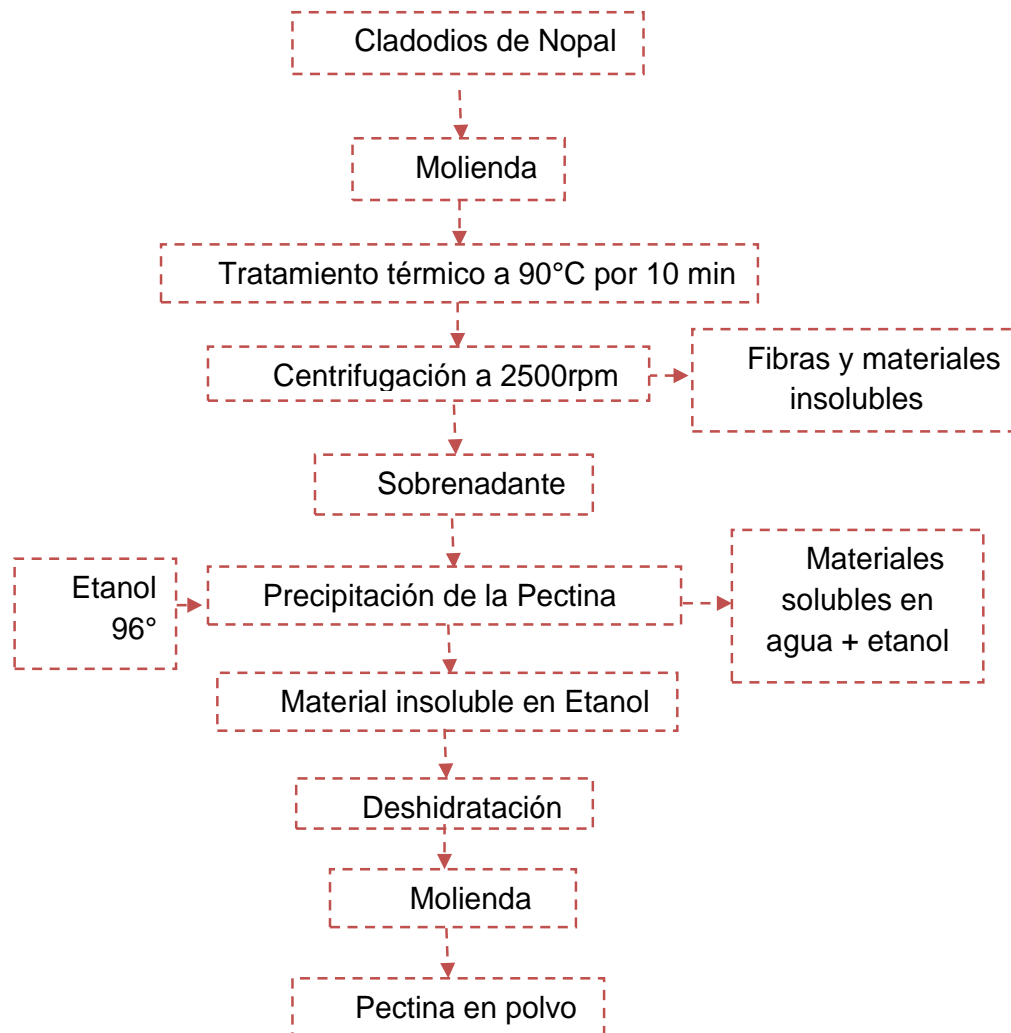 Cladodios de Nopal
Molienda
Tratamiento térmico a 90°C por 10 min
Centrifugación a 2500rpm
Fibras y materiales
insolubles
Sobrenadante
Etanol
96°
Precipitación de la Pectina
Materiales
solubles en
agua + etanol
Material insoluble en Etanol
Deshidratación
Molienda
Pectina en polvo